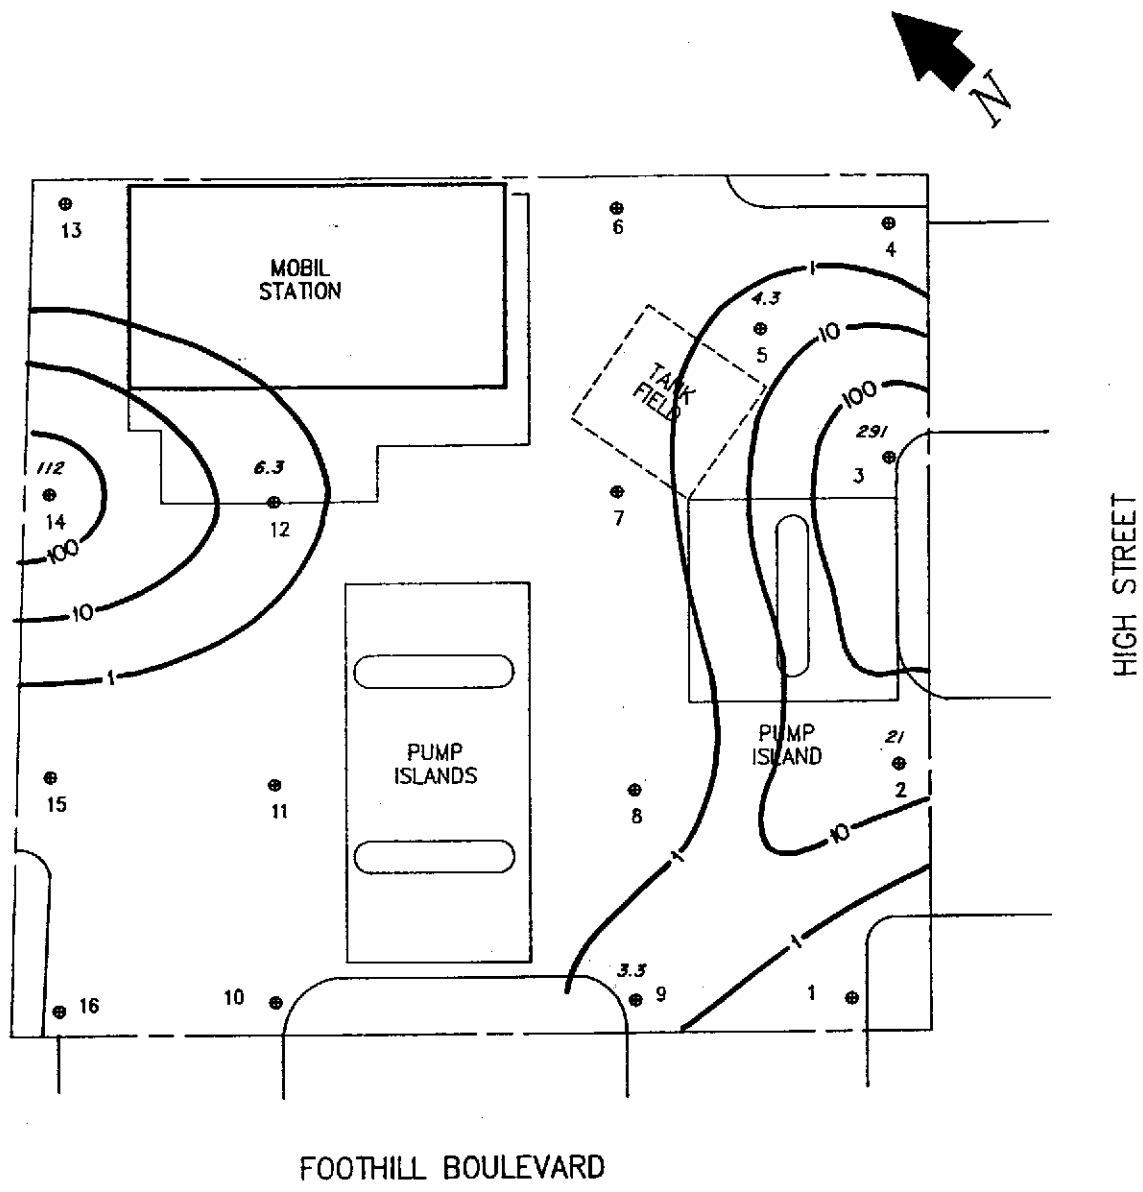 N
13
MOBIL
STATION
6
4
1
4.3
5
10
TANK
FIELD
100
291
3
112
14
100
6.3
12
7
10
1
HIGH STREET
PUMP
ISLANDS
PUMP
ISLAND
21
2
15
11
8
10
1
1
3.3
9
1
16
10
FOOTHILL BOULEVARD